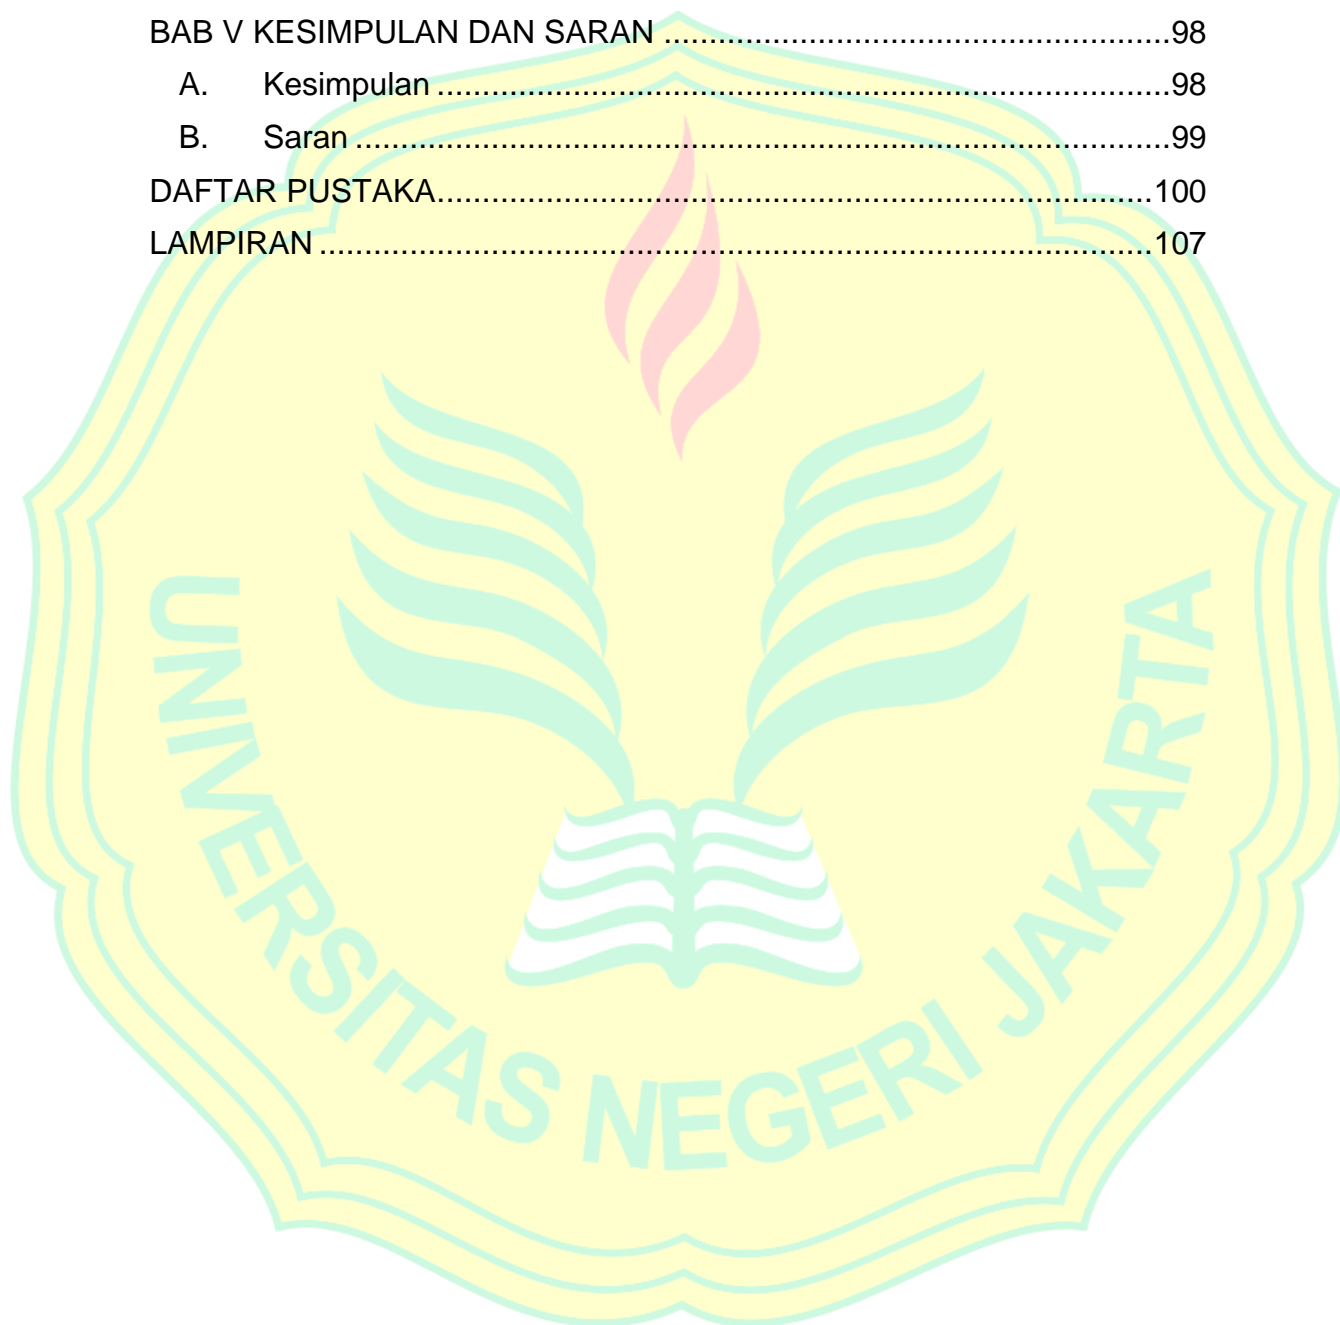 BAB V KESIMPULAN DAN SARAN ........................................................98
A. Kesimpulan .................................................................................98
B. Saran ..........................................................................................99
DAFTAR PUSTAKA...............................................................................100
LAMPIRAN ............................................................................................107
UNIVERSITAS NEGERI JAKARTA